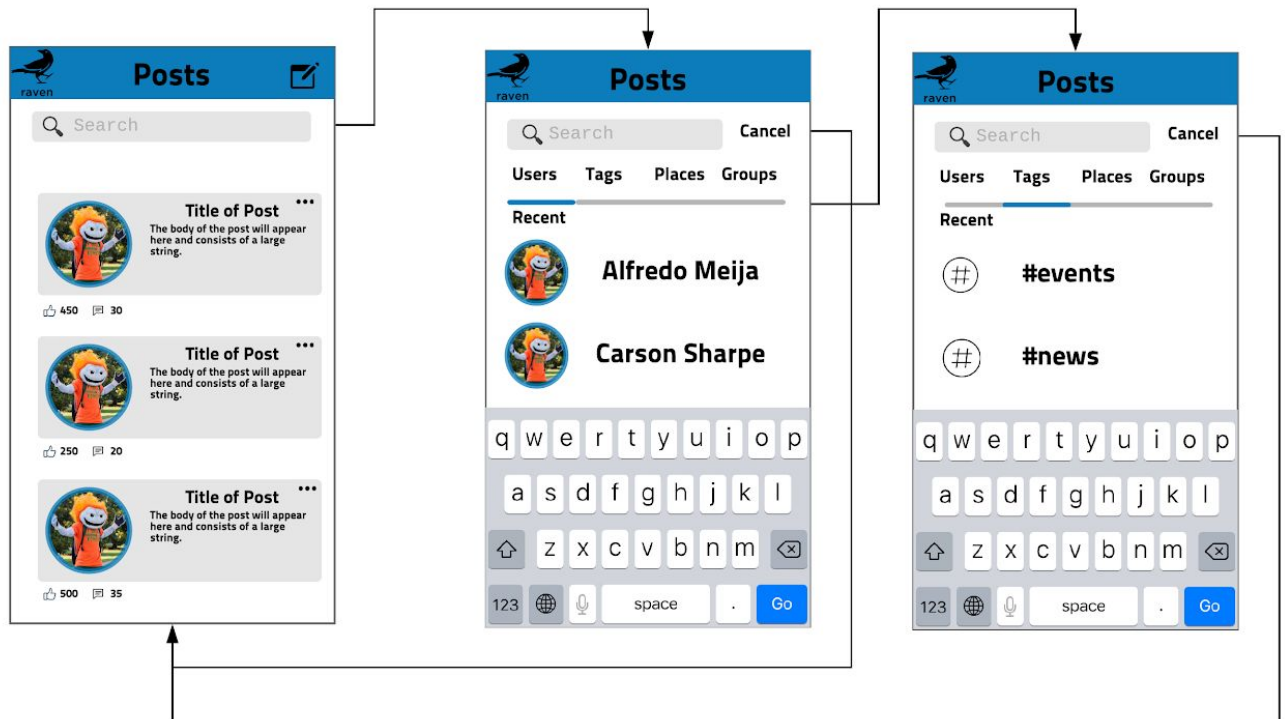 raven
Posts
Search
Title of Post
The body of the post will appear
here and consists of a large
string.
450 30
Title of Post
The body of the post will appear
here and consists of a large
string.
250 20
Title of Post
The body of the post will appear
here and consists of a large
string.
500 35
raven
Posts
Search Cancel
Users Tags Places Groups
Recent
Alfredo Meija
Carson Sharpe
q w e r t y u i o p
a s d f g h j k l
z x c v b n m
123 space . Go
raven
Posts
Search Cancel
Users Tags Places Groups
Recent
# #events
# #news
q w e r t y u i o p
a s d f g h j k l
z x c v b n m
123 space . Go